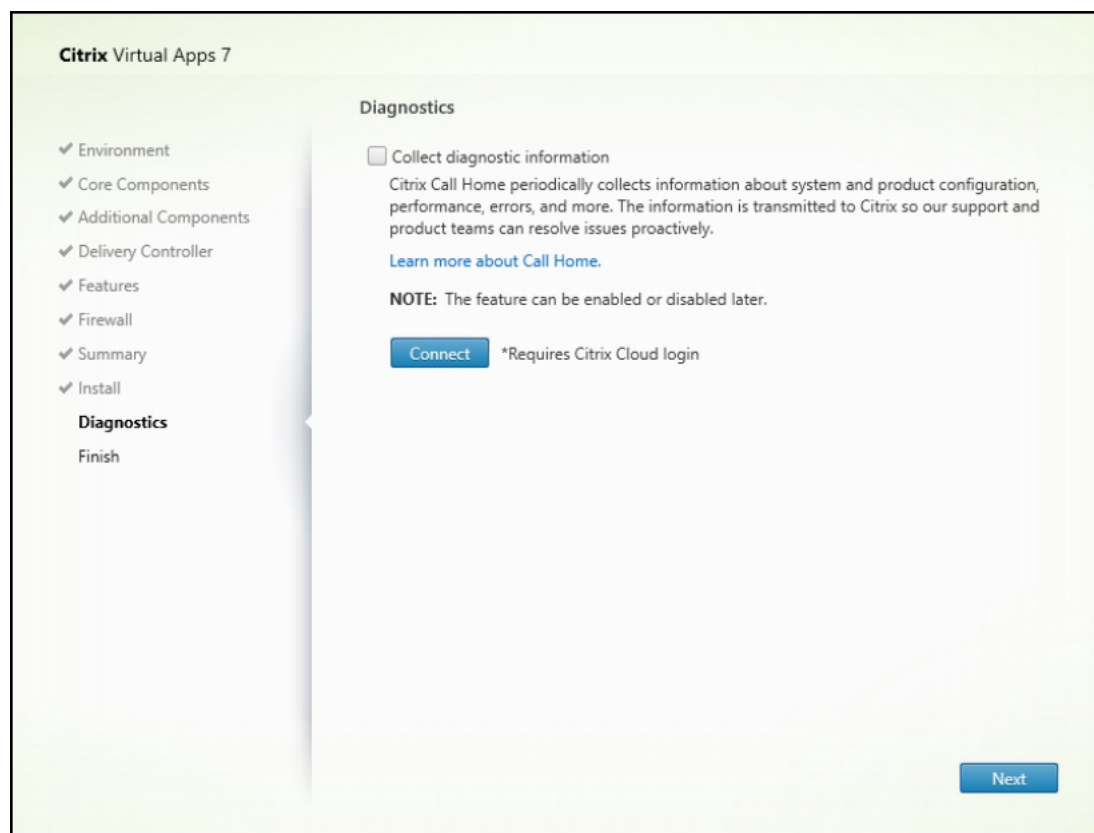 Citrix Virtual Apps 7
Diagnostics
Environment
Core Components
Additional Components
Delivery Controller
Features
Firewall
Summary
Install
Diagnostics
Finish
Collect diagnostic information
Citrix Call Home periodically collects information about system and product configuration,
performance, errors, and more. The information is transmitted to Citrix so our support and
product teams can resolve issues proactively.
Learn more about Call Home.
NOTE: The feature can be enabled or disabled later.
Connect *Requires Citrix Cloud login
Next